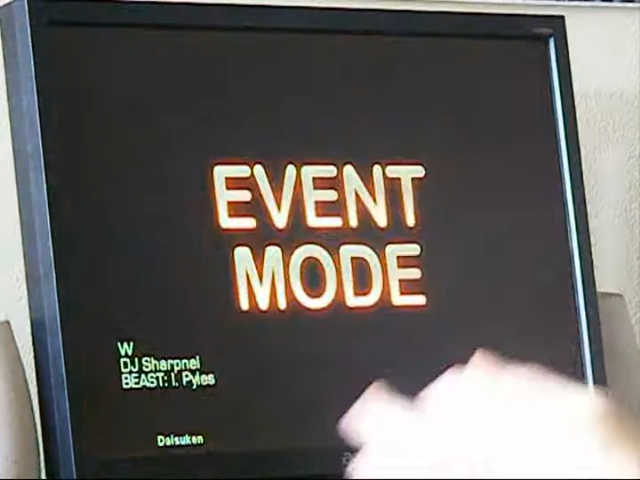 EVENT
MODE
W
DJ Sharpnel
BEAST: I. Pyles
Daisuken